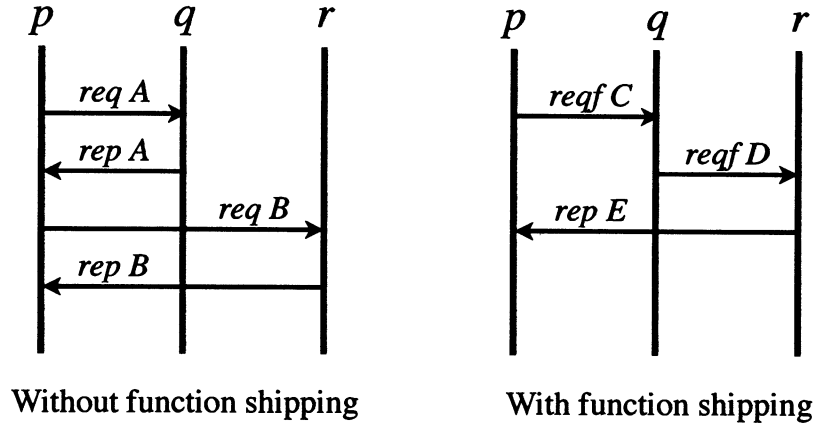 p q r
req A
rep A
req B
rep B
Without function shipping
p q r
reqf C
reqf D
rep E
With function shipping